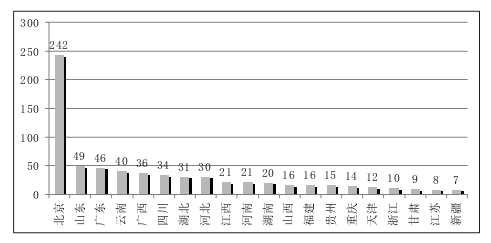 300
250
200
150
100
50
0
242
49
46
40
36
34
31
30
21
21
20
16
16
15
14
12
10
9
8
7
北京
山东
广东
云南
广西
四川
湖北
河北
江西
河南
湖南
山西
福建
贵州
重庆
天津
浙江
甘肃
江苏
新疆